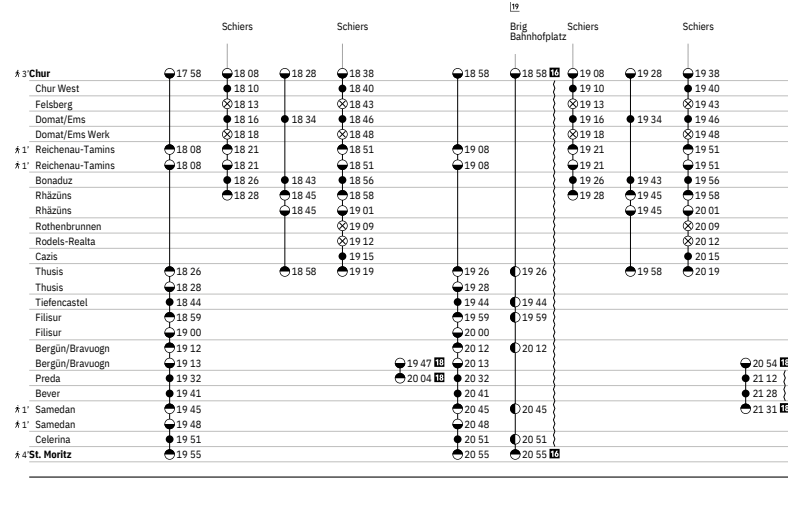 19
Schiers Schiers Brig Schiers Schiers
Bahnhofplatz
3' Chur 17 58 18 08 18 28 18 38 18 58 18 58 16 19 08 19 28 19 38
Chur West 18 10 18 40 19 10 19 40
Felsberg 18 13 18 43 19 13 19 43
Domat/Ems 18 16 18 34 18 46 19 16 19 34 19 46
Domat/Ems Werk 18 18 18 48 19 18 19 48
1' Reichenau-Tamins 18 08 18 21 18 51 19 08 19 21 19 51
1' Reichenau-Tamins 18 08 18 21 18 51 19 08 19 21 19 51
Bonaduz 18 26 18 43 18 56 19 26 19 43 19 56
Rhäzüns 18 28 18 45 18 58 19 28 19 45 19 58
Rhäzüns 18 45 19 01 19 45 20 01
Rothenbrunnen 19 09 20 09
Rodels-Realta 19 12 20 12
Cazis 19 15 20 15
Thusis 18 26 18 58 19 19 19 26 19 26 19 58 20 19
Thusis 18 28 19 28
Tiefencastel 18 44 19 44 19 44
Filisur 18 59 19 59 19 59
Filisur 19 00 20 00
Bergün/Bravuogn 19 12 20 12 20 12
Bergün/Bravuogn 19 13 19 47 18 20 13 20 54 18
Preda 19 32 20 04 18 20 32 21 12
Bever 19 41 20 41 21 28
1' Samedan 19 45 20 45 20 45 21 31 18
1' Samedan 19 48 20 48
Celerina 19 51 20 51 20 51
4' St. Moritz 19 55 20 55 20 55 16